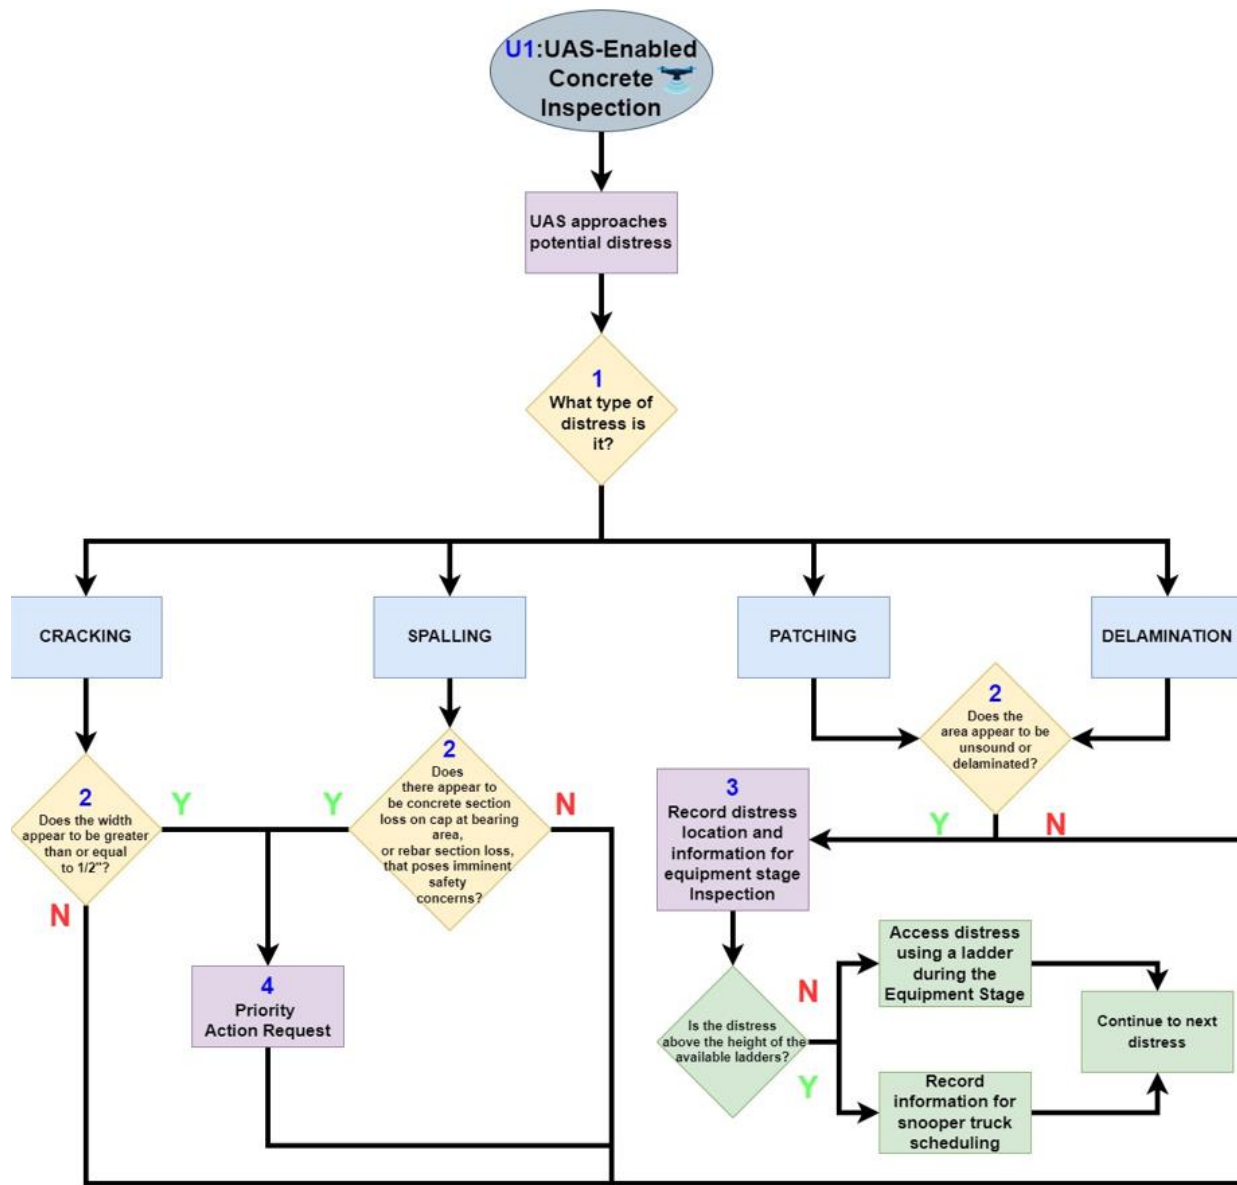 U1:UAS-Enabled
Concrete
Inspection
UAS approaches
potential distress
1
What type of
distress is
it?
CRACKING
SPALLING
PATCHING
DELAMINATION
2
Does the width
appear to be greater
than or equal
to 1/2"?
Y
N
2
Does
there appear to
be concrete section
loss on cap at bearing
area,
or rebar section loss,
that poses imminent
safety
concerns?
Y
N
2
Does the
area appear to be
unsound or
delaminated?
Y
N
3
Record distress
location and
information for
equipment stage
Inspection
4
Priority
Action Request
Is the distress
above the height of the
available ladders?
N
Y
Access distress
using a ladder
during the
Equipment Stage
Record
information for
snooper truck
scheduling
Continue to next
distress